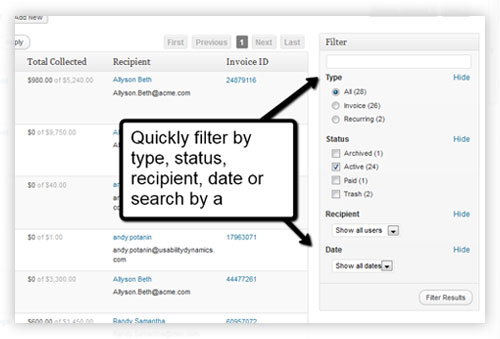 Add New
ply
First Previous 1 Next Last
Total Collected Recipient Invoice ID
$980.00 of $5,240.00 Allyson Beth 24879116
Allyson.Beth@acme.com
$0 of $9,750.00
$0 of $40.00
$0 of $1.00 andy.potanin 17963071
andy.potanin@usabilitydynamics.
com
$0 of $3,300.00 Allyson Beth 44477261
Allyson.Beth@acme.com
$600.00 of $1,450.00 Randy Samantha 60957072
Quickly filter by
type, status,
recipient, date or
search by a
Filter
Type Hide
All (28)
Invoice (26)
Recurring (2)
Status Hide
Archived (1)
Active (24)
Paid (1)
Trash (2)
Recipient Hide
Show all users
Date Hide
Show all dates
Filter Results